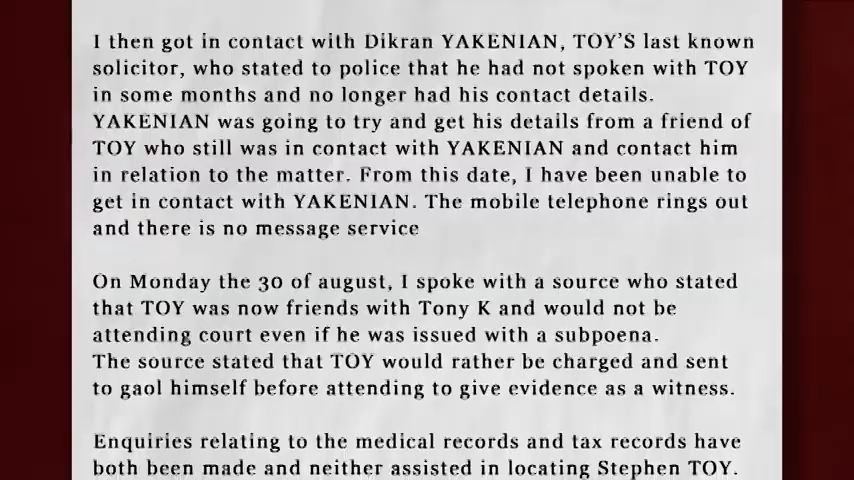 I then got in contact with Dikran YAKENIAN, TOY'S last known
solicitor, who stated to police that he had not spoken with TOY
in some months and no longer had his contact details.
YAKENIAN was going to try and get his details from a friend of
TOY who still was in contact with YAKENIAN and contact him
in relation to the matter. From this date, I have been unable to
get in contact with YAKENIAN. The mobile telephone rings out
and there is no message service
On Monday the 30 of august, I spoke with a source who stated
that TOY was now friends with Tony K and would not be
attending court even if he was issued with a subpoena.
The source stated that TOY would rather be charged and sent
to gaol himself before attending to give evidence as a witness.
Enquiries relating to the medical records and tax records have
both been made and neither assisted in locating Stephen TOY.